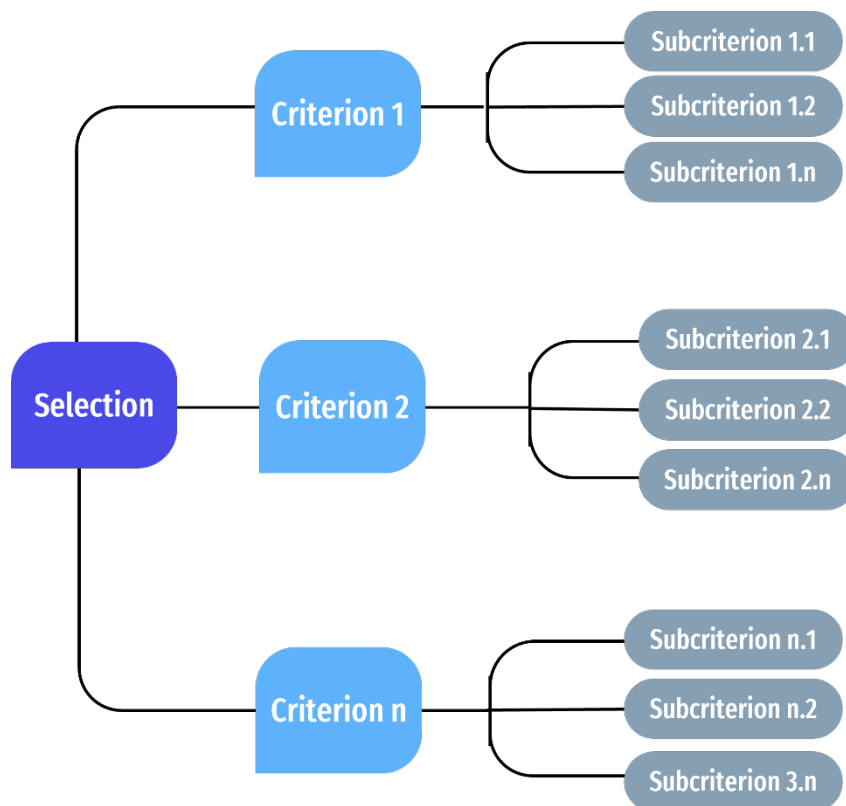 Selection
Criterion 1
Subcriterion 1.1
Subcriterion 1.2
Subcriterion 1.n
Criterion 2
Subcriterion 2.1
Subcriterion 2.2
Subcriterion 2.n
Criterion n
Subcriterion n.1
Subcriterion n.2
Subcriterion 3.n